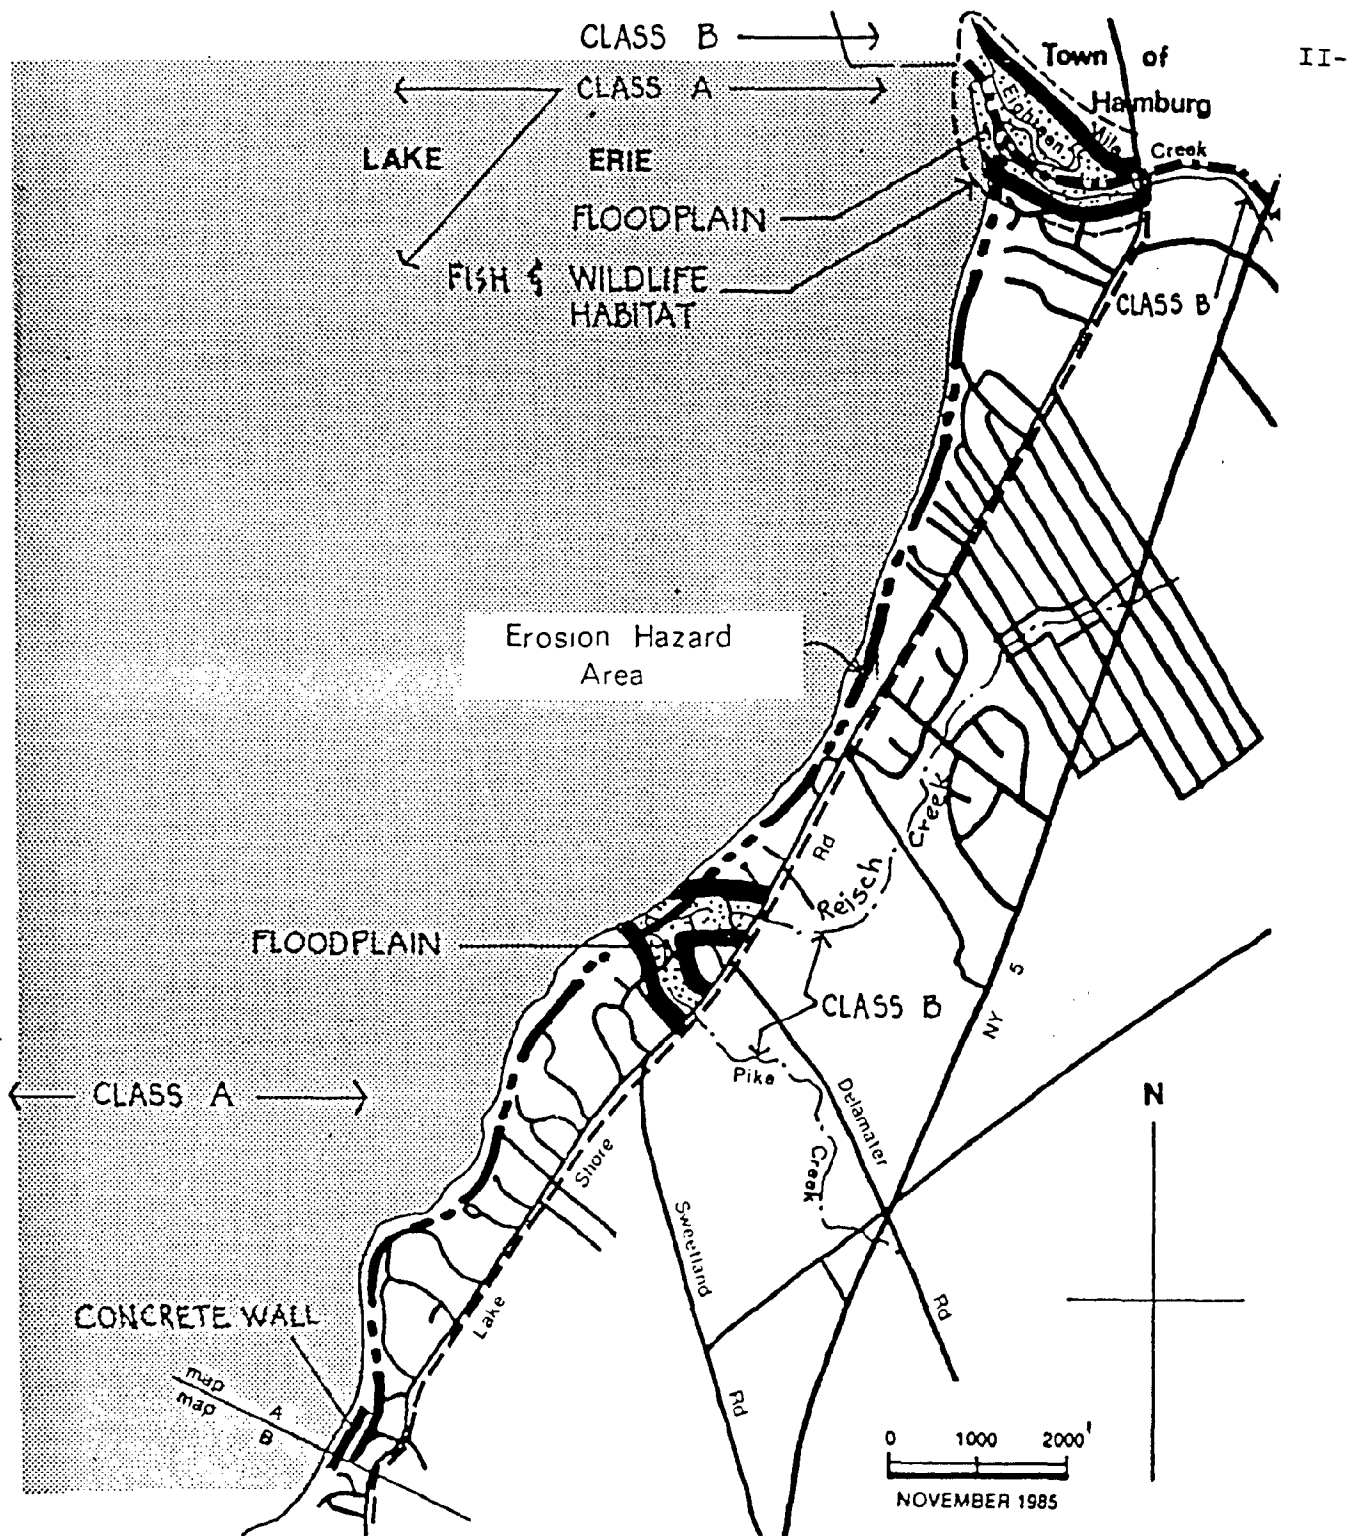 CLASS B
II-
Town of
Hamburg
CLASS A
LAKE ERIE
Eighteen Mile Creek
FLOODPLAIN
FISH & WILDLIFE
HABITAT
CLASS B
Erosion Hazard
Area
Rd
Reisch Creek
FLOODPLAIN
CLASS B
NY 5
Pike Creek
Delamater Rd
CLASS A
Lake Shore
Sweetland Rd
N
CONCRETE WALL
map A
map B
0 1000 2000'
NOVEMBER 1985